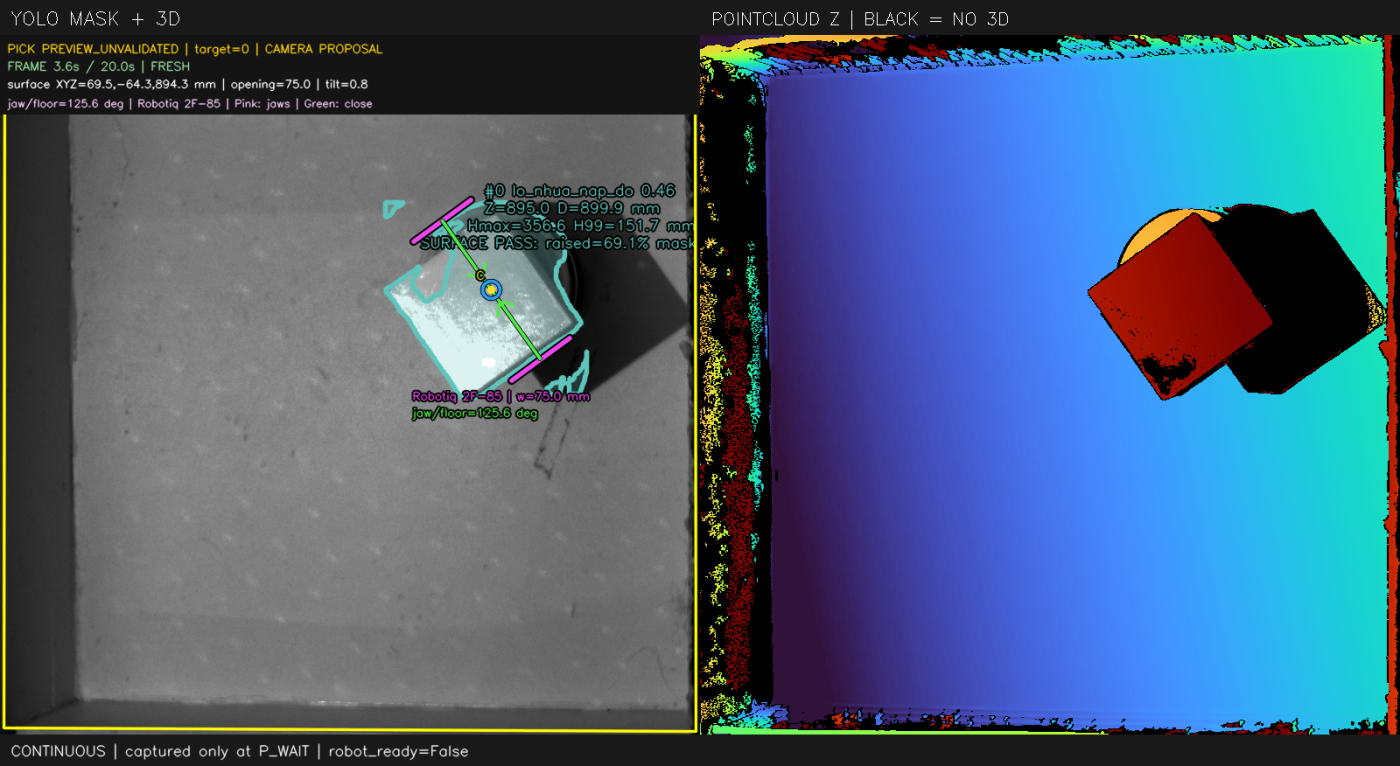 YOLO MASK + 3D
POINTCLOUD Z | BLACK = NO 3D
PICK PREVIEW_UNVALIDATED | target=0 | CAMERA PROPOSAL
FRAME 3.6s / 20.0s | FRESH
surface XYZ=69.5,-64.3,894.3 mm | opening=75.0 | tilt=0.8
jaw/floor=125.6 deg | Robotiq 2F-85 | Pink: jaws | Green: close
#0 lo_nhua_nap_do 0.46
Z=895.0 D=899.9 mm
Hmax=356.6 H99=151.7 mm
SURFACE PASS: raised=69.1% mask
C
Robotiq 2F-85 | w=75.0 mm
jaw/floor=125.6 deg
CONTINUOUS | captured only at P_WAIT | robot_ready=False